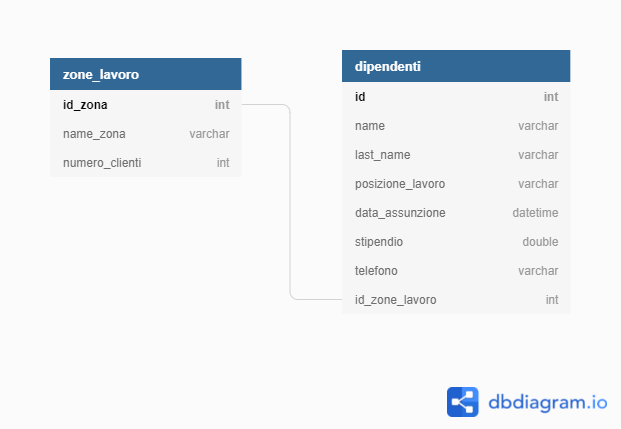 zone_lavoro
id_zona int
name_zona varchar
numero_clienti int
dipendenti
id int
name varchar
last_name varchar
posizione_lavoro varchar
data_assunzione datetime
stipendio double
telefono varchar
id_zone_lavoro int
dbdiagram.io